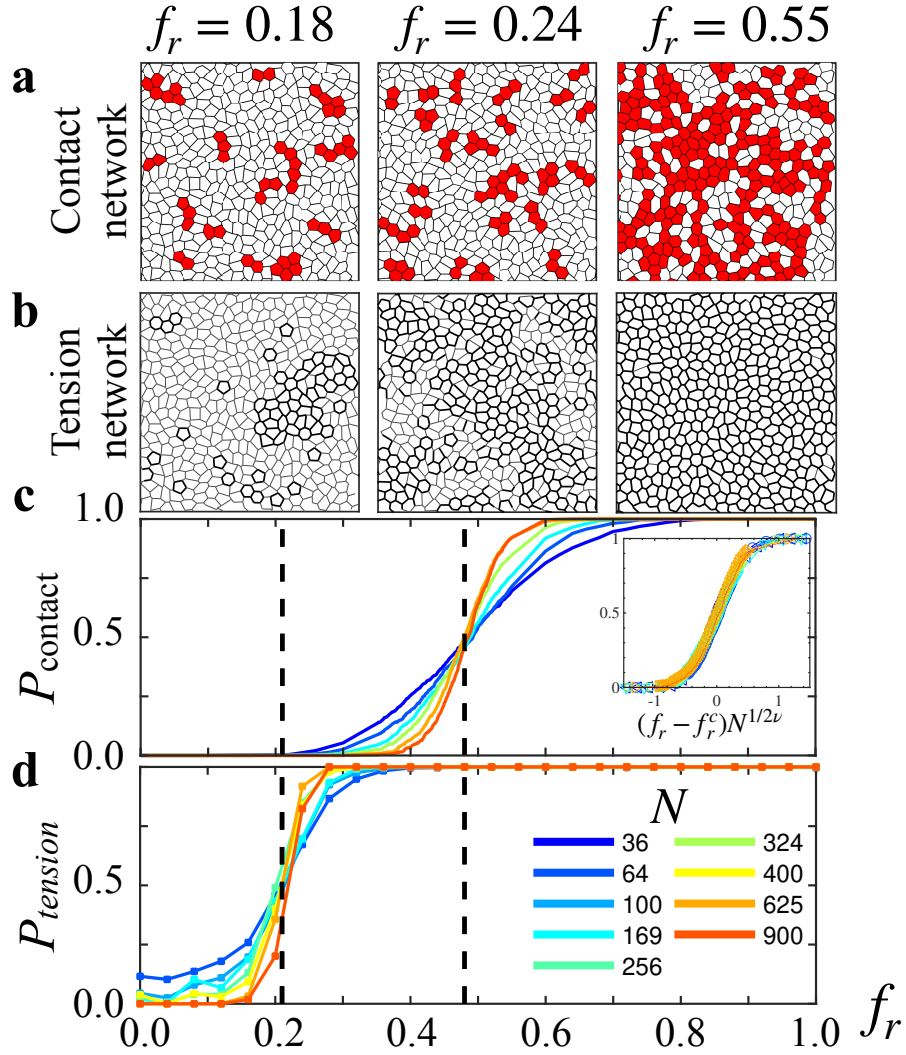 f_r = 0.18 f_r = 0.24 f_r = 0.55
a Contact network
b Tension network
c
1.0
0.5
0.0
P_contact
1
0.5
0
-1 0 1
(f_r − f_r^c)N^{1/2ν}
d
0.0
0.5
0.0
P_tension
N
36 324
64 400
100 625
169 900
256
0.0 0.2 0.4 0.6 0.8 1.0 f_r